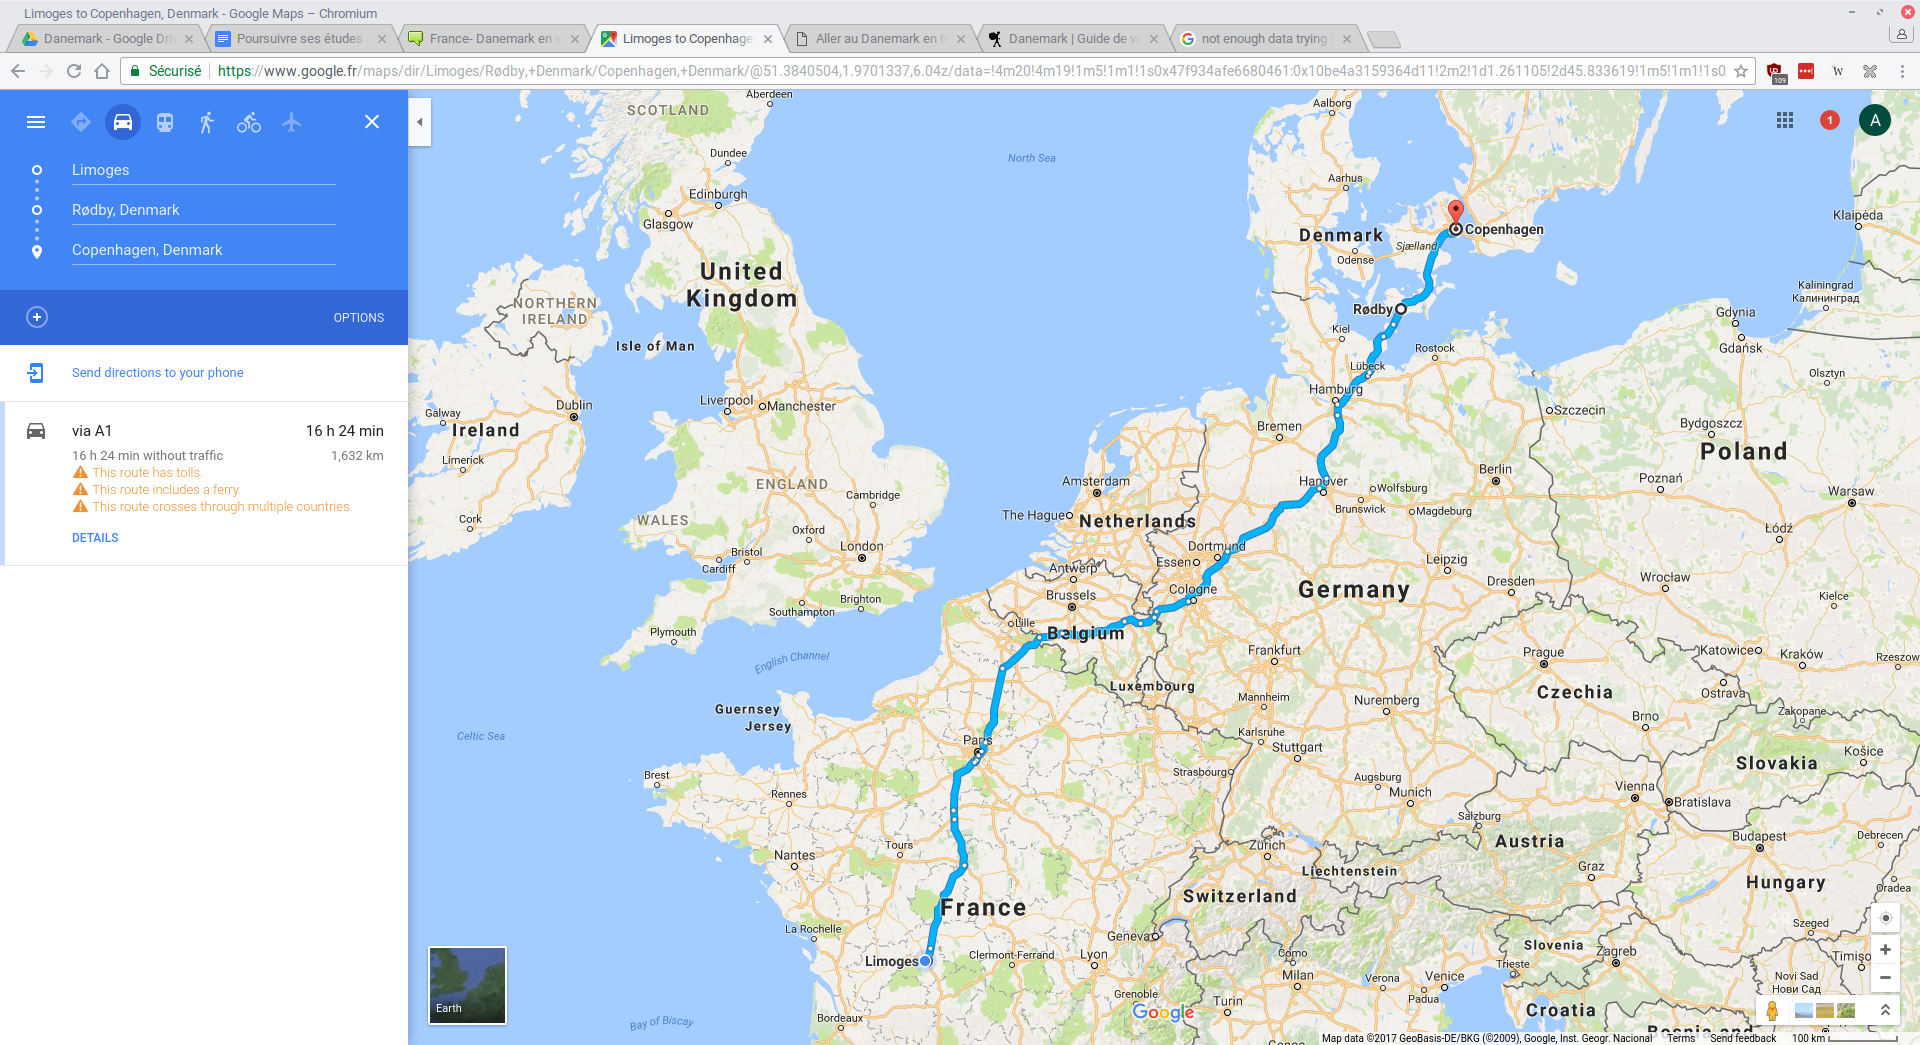 Limoges to Copenhagen, Denmark - Google Maps – Chromium
Danemark - Google Dri
Poursuivre ses études
France- Danemark en v
Limoges to Copenhage
Aller au Danemark en t
Danemark | Guide de vo
not enough data trying
Sécurisé
https://www.google.fr/maps/dir/Limoges/Rødby,+Denmark/Copenhagen,+Denmark/@51.3840504,1.9701337,6.04z/data=!4m20!4m19!1m5!1m1!1s0x47f934afe6680461:0x10be4a3159364d11!2m2!1d1.261105!2d45.833619!1m5!1m1!1s0
109
W
Limoges
Rødby, Denmark
Copenhagen, Denmark
OPTIONS
Send directions to your phone
via A1
16 h 24 min
16 h 24 min without traffic
1,632 km
This route has tolls.
This route includes a ferry.
This route crosses through multiple countries.
DETAILS
1
A
Aberdeen
SCOTLAND
Aalborg
Dundee
North Sea
Aarhus
Edinburgh
Glasgow
Klaipėda
Copenhagen
Denmark
Sjælland
Odense
United
Kingdom
Kaliningrad
Калининград
NORTHERN
IRELAND
Rødby
Gdynia
Kiel
Isle of Man
Rostock
Gdańsk
Lübeck
Olsztyn
Hamburg
Liverpool
Manchester
Dublin
Szczecin
Galway
Ireland
Bremen
Bydgoszcz
Poland
Limerick
Berlin
Amsterdam
Hanover
Poznań
ENGLAND
Wolfsburg
Warsaw
Cambridge
Brunswick
Magdeburg
Cork
WALES
The Hague
Netherlands
Łódź
Oxford
Bristol
London
Dortmund
Cardiff
Essen
Leipzig
Antwerp
Wroclaw
Cologne
Germany
Dresden
Brussels
Kielce
Brighton
Southampton
Lille
Belgium
Plymouth
Frankfurt
Prague
Katowice
Kraków
Rzeszow
English Channel
Luxembourg
Czechia
Ostrava
Mannheim
Nuremberg
Guernsey
Zakopane
Jersey
Brno
Celtic Sea
Karlsruhe
Paris
Stuttgart
Košice
Slovakia
Brest
Strasbourg
Augsburg
Munich
Vienna
Rennes
Bratislava
Salzburg
Budapest
Debrecen
Tours
Zürich
Austria
Nantes
Liechtenstein
Graz
Hungary
Switzerland
Oradea
France
La Rochelle
Szeged
Geneva
Slovenia
Limoges
Clermont-Ferrand
Lyon
Como
Zagreb
Trieste
Timișo
Milan
Verona
Venice
Novi Sad
Нови Сад
Grenoble
Padua
Turin
Earth
Google
Croatia
Bordeaux
Bay of Biscay
Bosnia and
Genoa
Map data ©2017 GeoBasis-DE/BKG (©2009), Google, Inst. Geogr. Nacional
Terms
Send feedback
100 km